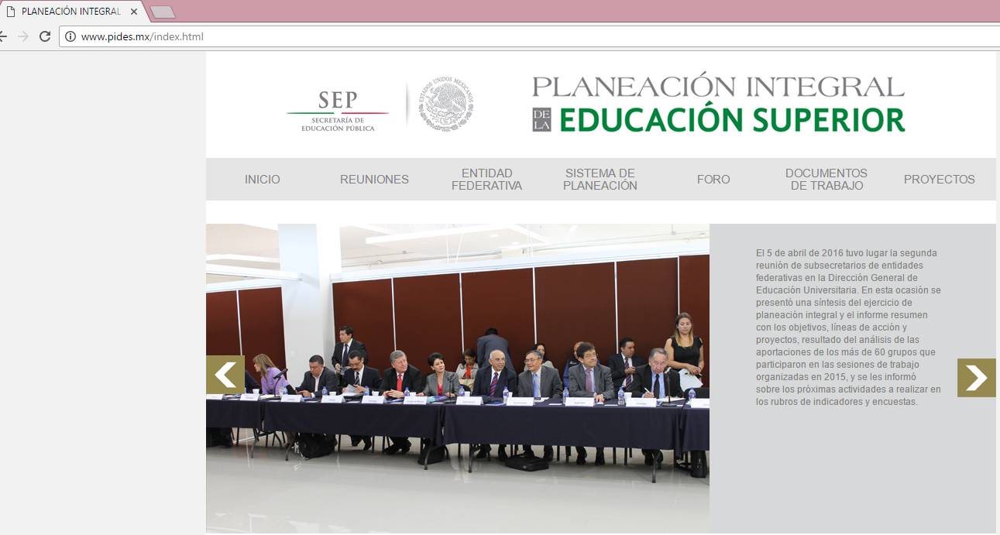 PLANEACIÓN INTEGRAL
www.pides.mx/index.html
SEP
SECRETARÍA DE
EDUCACIÓN PÚBLICA
ESTADOS UNIDOS MEXICANOS
PLANEACIÓN INTEGRAL
DE LA EDUCACIÓN SUPERIOR
INICIO
REUNIONES
ENTIDAD
FEDERATIVA
SISTEMA DE
PLANEACIÓN
FORO
DOCUMENTOS
DE TRABAJO
PROYECTOS
El 5 de abril de 2016 tuvo lugar la segunda
reunión de subsecretarios de entidades
federativas en la Dirección General de
Educación Universitaria. En esta ocasión se
presentó una síntesis del ejercicio de
planeación integral y el informe resumen
con los objetivos, líneas de acción y
proyectos, resultado del análisis de las
aportaciones de los más de 60 grupos que
participaron en las sesiones de trabajo
organizadas en 2015, y se les informó
sobre los próximas actividades a realizar en
los rubros de indicadores y encuestas.